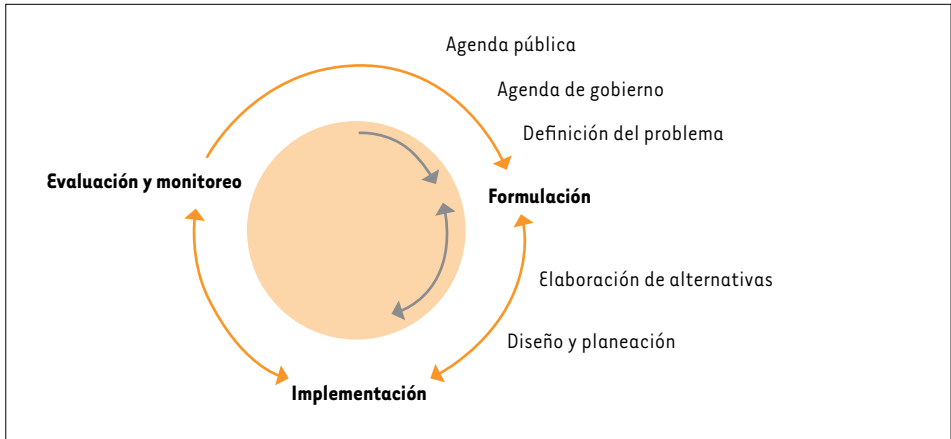 Agenda pública
Agenda de gobierno
Definición del problema
Evaluación y monitoreo
Formulación
Elaboración de alternativas
Diseño y planeación
Implementación